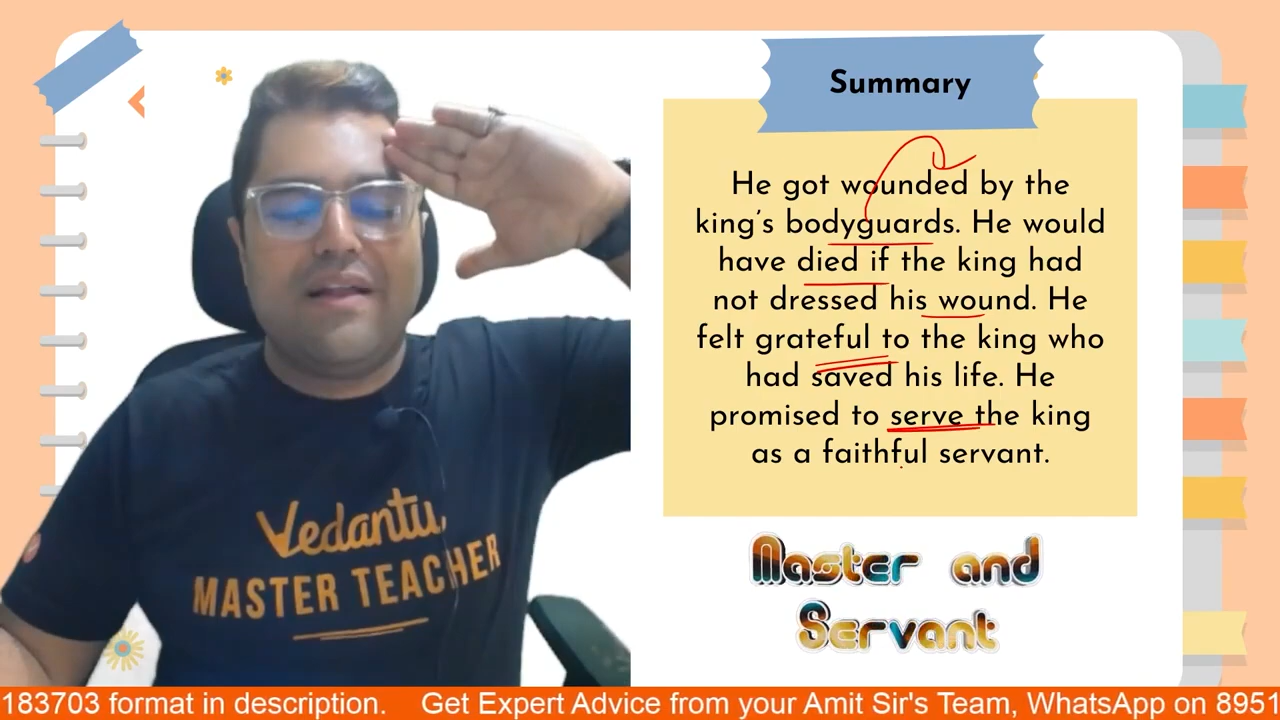 Summary
He got wounded by the
king's bodyguards. He would
have died if the king had
not dressed his wound. He
felt grateful to the king who
had saved his life. He
promised to serve the king
as a faithful servant.
Vedantu
MASTER TEACHER
Master and
Servant
183703 format in description. Get Expert Advice from your Amit Sir's Team, WhatsApp on 8951